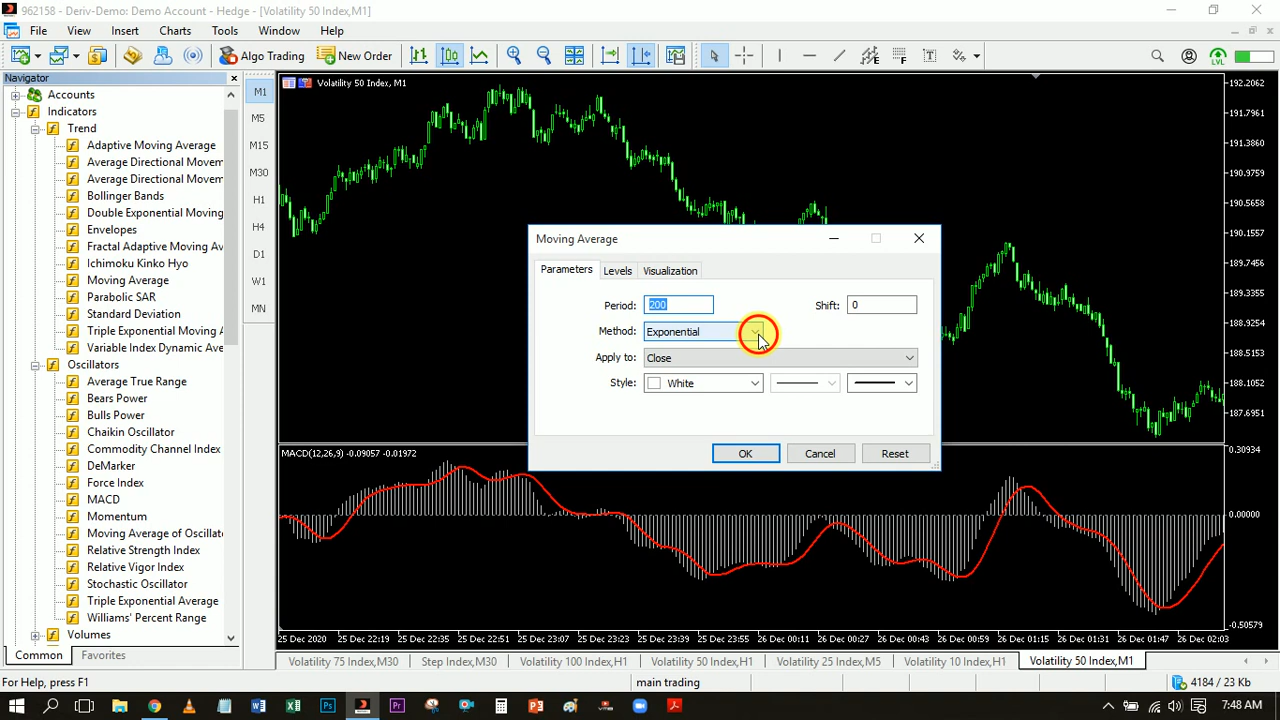 962158 - Deriv-Demo: Demo Account - Hedge - [Volatility 50 Index,M1]
File View Insert Charts Tools Window Help
Algo Trading New Order
Navigator
Accounts
Indicators
Trend
Adaptive Moving Average
Average Directional Movem
Average Directional Movem
Bollinger Bands
Double Exponential Moving
Envelopes
Fractal Adaptive Moving Av
Ichimoku Kinko Hyo
Moving Average
Parabolic SAR
Standard Deviation
Triple Exponential Moving A
Variable Index Dynamic Ave
Oscillators
Average True Range
Bears Power
Bulls Power
Chaikin Oscillator
Commodity Channel Index
DeMarker
Force Index
MACD
Momentum
Moving Average of Oscillato
Relative Strength Index
Relative Vigor Index
Stochastic Oscillator
Triple Exponential Average
Williams' Percent Range
Volumes
Common Favorites
M1
M5
M15
M30
H1
H4
D1
W1
MN
Volatility 50 Index, M1
192.2062
191.7961
191.3860
190.9759
190.5658
190.1557
189.7456
189.3355
188.9254
188.5153
188.1052
187.6951
Moving Average
Parameters Levels Visualization
Period: 200 Shift: 0
Method: Exponential
Apply to: Close
Style: White
OK Cancel Reset
MACD(12,26,9) -0.09057 -0.01972
0.30934
0.00000
-0.50579
25 Dec 2020 25 Dec 22:19 25 Dec 22:35 25 Dec 22:51 25 Dec 23:07 25 Dec 23:23 25 Dec 23:39 25 Dec 23:55 26 Dec 00:11 26 Dec 00:27 26 Dec 00:43 26 Dec 00:59 26 Dec 01:15 26 Dec 01:31 26 Dec 01:47 26 Dec 02:03
Volatility 75 Index,M30 Step Index,M30 Volatility 100 Index,H1 Volatility 50 Index,H1 Volatility 25 Index,M5 Volatility 10 Index,H1 Volatility 50 Index,M1
For Help, press F1 main trading 4184 / 23 Kb
7:48 AM